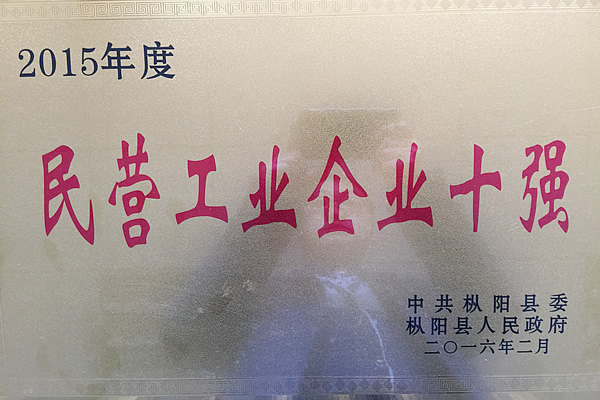 2015年度
民营工业企业十强
中共枞阳县委
枞阳县人民政府
二〇一六年二月